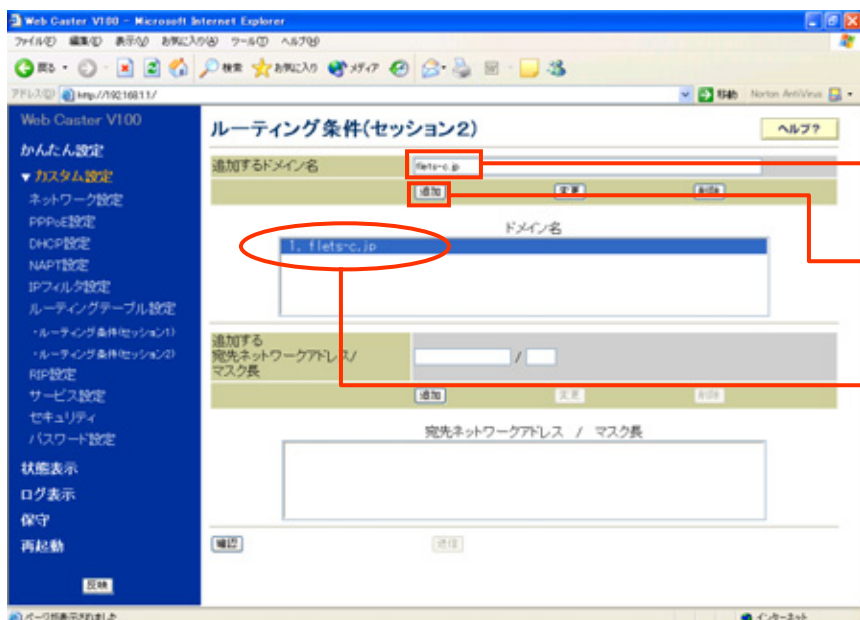 Web Caster V100 - Microsoft Internet Explorer
ファイル(F) 編集(E) 表示(V) お気に入り(A) ツール(T) ヘルプ(H)
戻る 検索 お気に入り メディア
アドレス(D) http://192.168.1.1/ 移動 Norton AntiVirus
Web Caster V100
かんたん設定
▼カスタム設定
ネットワーク設定
PPPoE設定
DHCP設定
NAPT設定
IPフィルタ設定
ルーティングテーブル設定
・ルーティング条件(セッション1)
・ルーティング条件(セッション2)
RIP設定
サービス設定
セキュリティ
パスワード設定
状態表示
ログ表示
保守
再起動
反映
ルーティング条件(セッション2)
ヘルプ?
追加するドメイン名 flets-c.jp
追加 変更 削除
ドメイン名
1. flets-c.jp
追加する
宛先ネットワークアドレス/
マスク長
/
追加 変更 削除
宛先ネットワークアドレス / マスク長
確認 送信
ページが表示されました インターネット